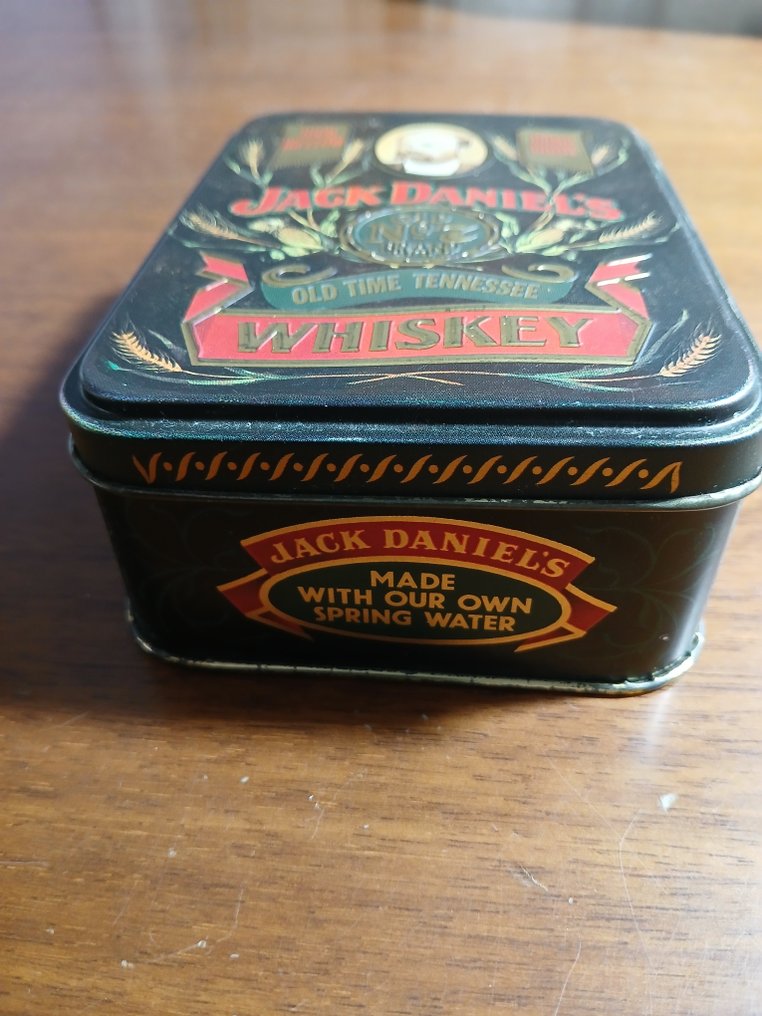 JACK DANIEL'S
OLD
No. 7
BRAND
OLD TIME TENNESSEE
WHISKEY
JACK DANIEL'S
MADE
WITH OUR OWN
SPRING WATER